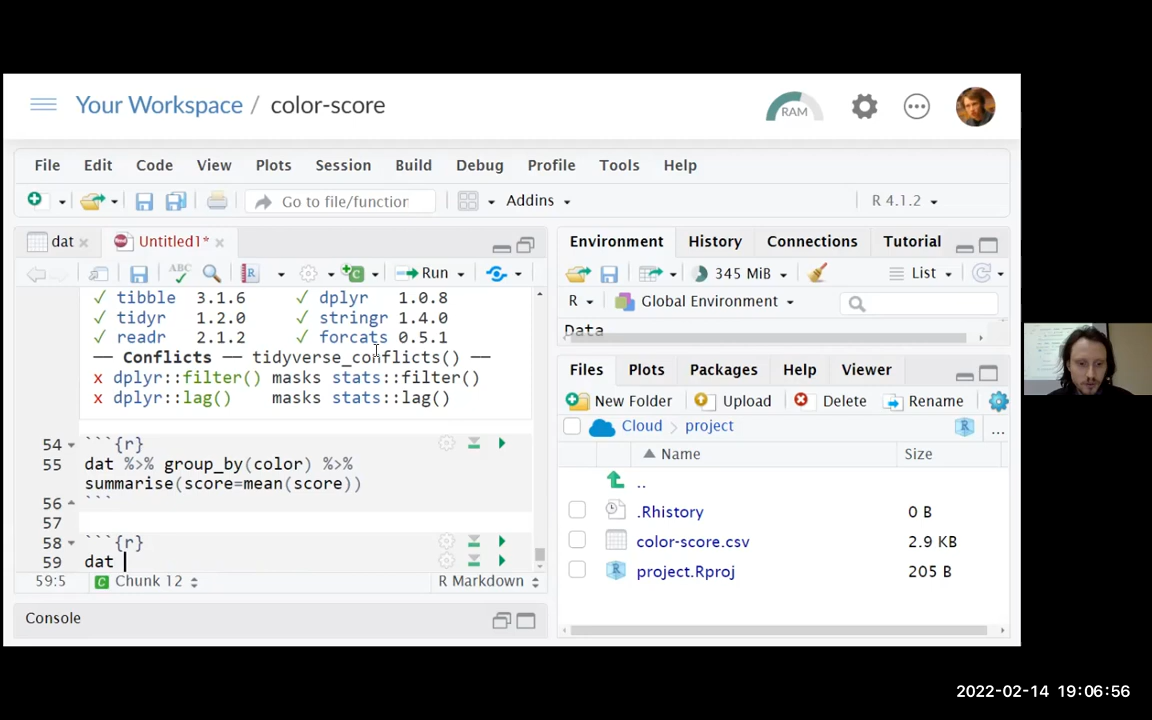 Your Workspace / color-score
RAM
File Edit Code View Plots Session Build Debug Profile Tools Help
Go to file/function
Addins
R 4.1.2
dat
Untitled1*
ABC
Run
✓ tibble 3.1.6 ✓ dplyr 1.0.8
✓ tidyr 1.2.0 ✓ stringr 1.4.0
✓ readr 2.1.2 ✓ forcats 0.5.1
── Conflicts ── tidyverse_conflicts() ──
x dplyr::filter() masks stats::filter()
x dplyr::lag() masks stats::lag()
54 ```{r}
55 dat %>% group_by(color) %>%
summarise(score=mean(score))
56 ```
57
58 ```{r}
59 dat
59:5 C Chunk 12 R Markdown
Console
Environment History Connections Tutorial
345 MiB List
R Global Environment
Data
Files Plots Packages Help Viewer
New Folder Upload Delete Rename
Cloud project R ...
Name Size
..
.Rhistory 0 B
color-score.csv 2.9 KB
project.Rproj 205 B
2022-02-14 19:06:56